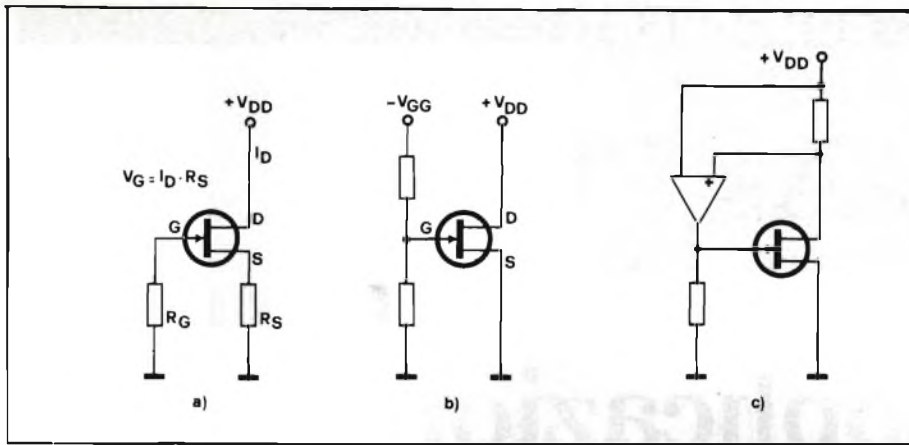 +VDD
ID
VG = ID · RS
G
D
S
RG
RS
a)
-VGG
+VDD
G
D
S
b)
+VDD
+
c)